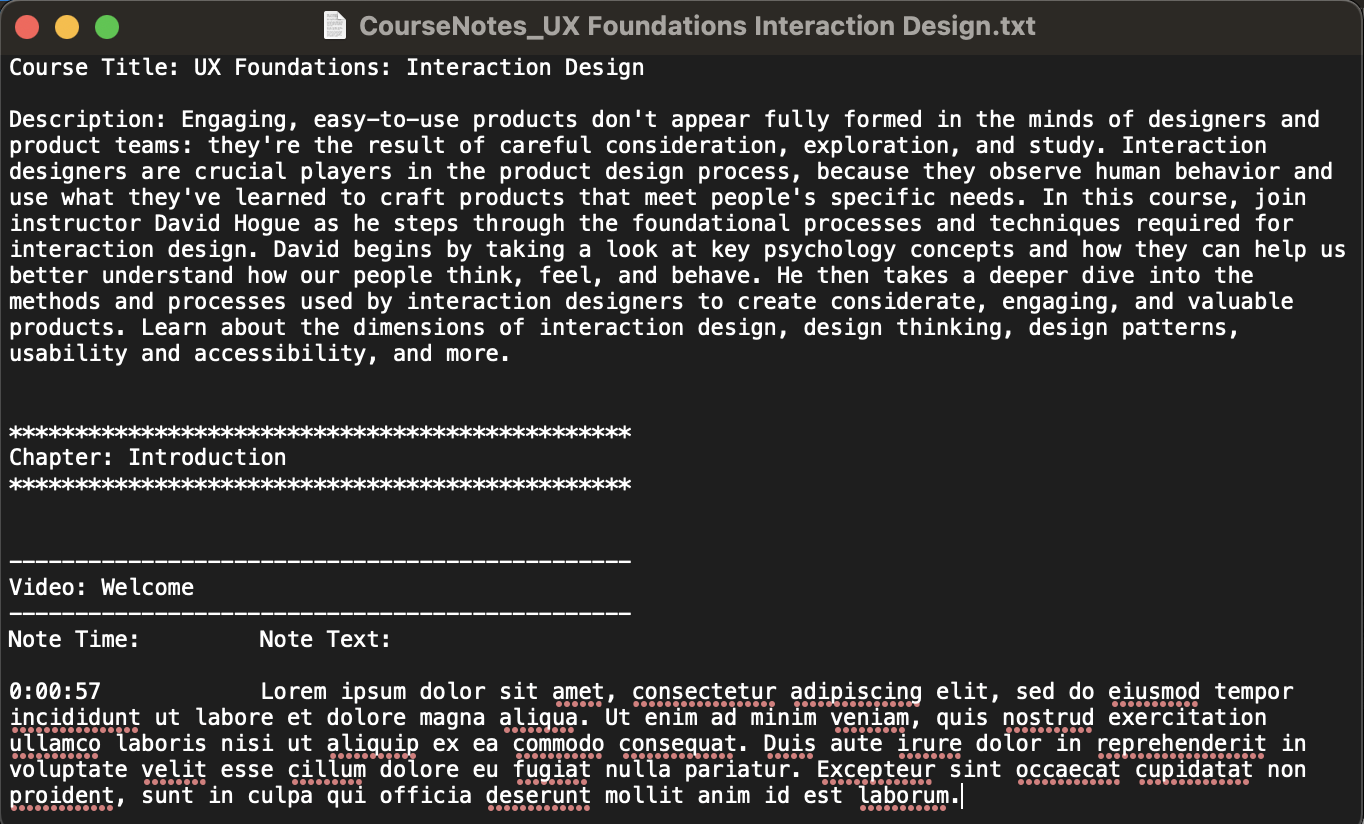 CourseNotes_UX Foundations Interaction Design.txt
Course Title: UX Foundations: Interaction Design
Description: Engaging, easy-to-use products don't appear fully formed in the minds of designers and
product teams: they're the result of careful consideration, exploration, and study. Interaction
designers are crucial players in the product design process, because they observe human behavior and
use what they've learned to craft products that meet people's specific needs. In this course, join
instructor David Hogue as he steps through the foundational processes and techniques required for
interaction design. David begins by taking a look at key psychology concepts and how they can help us
better understand how our people think, feel, and behave. He then takes a deeper dive into the
methods and processes used by interaction designers to create considerate, engaging, and valuable
products. Learn about the dimensions of interaction design, design thinking, design patterns,
usability and accessibility, and more.
***********************************************
Chapter: Introduction
***********************************************
-----------------------------------------------
Video: Welcome
-----------------------------------------------
Note Time: Note Text:
0:00:57 Lorem ipsum dolor sit amet, consectetur adipiscing elit, sed do eiusmod tempor
incididunt ut labore et dolore magna aliqua. Ut enim ad minim veniam, quis nostrud exercitation
ullamco laboris nisi ut aliquip ex ea commodo consequat. Duis aute irure dolor in reprehenderit in
voluptate velit esse cillum dolore eu fugiat nulla pariatur. Excepteur sint occaecat cupidatat non
proident, sunt in culpa qui officia deserunt mollit anim id est laborum.